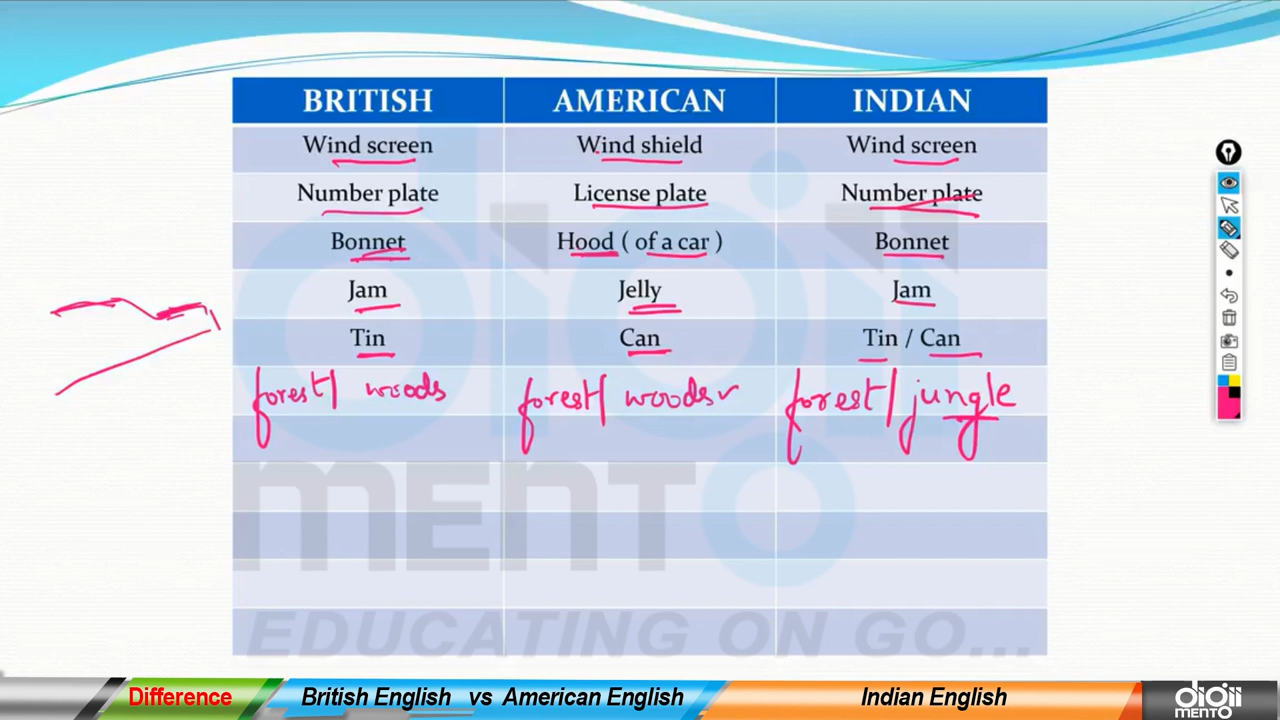 BRITISH AMERICAN INDIAN
Wind screen Wind shield Wind screen
Number plate License plate Number plate
Bonnet Hood ( of a car ) Bonnet
Jam Jelly Jam
Tin Can Tin / Can
forest/ woods forest/ woods forest/ jungle
digii
MENTO
EDUCATING ON GO...
Difference British English vs American English Indian English
digii
MENTO